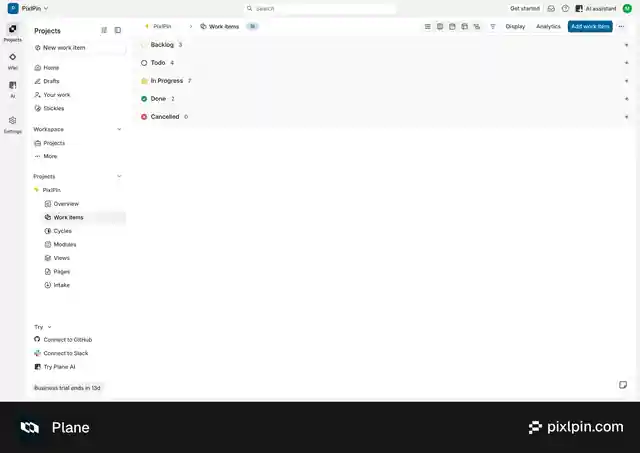 PixlPin
Search
Get started
AI assistant
M
Projects
Wiki
AI
Settings
Projects
New work item
Home
Drafts
Your work
Stickies
Workspace
Projects
More
Projects
PixlPin
Overview
Work items
Cycles
Modules
Views
Pages
Intake
Try
Connect to GitHub
Connect to Slack
Try Plane AI
Business trial ends in 13d
PixlPin
Work items
Display
Analytics
Add work item
Backlog 3
Todo 4
In Progress
Done 2
Cancelled 0
Plane
pixlpin.com